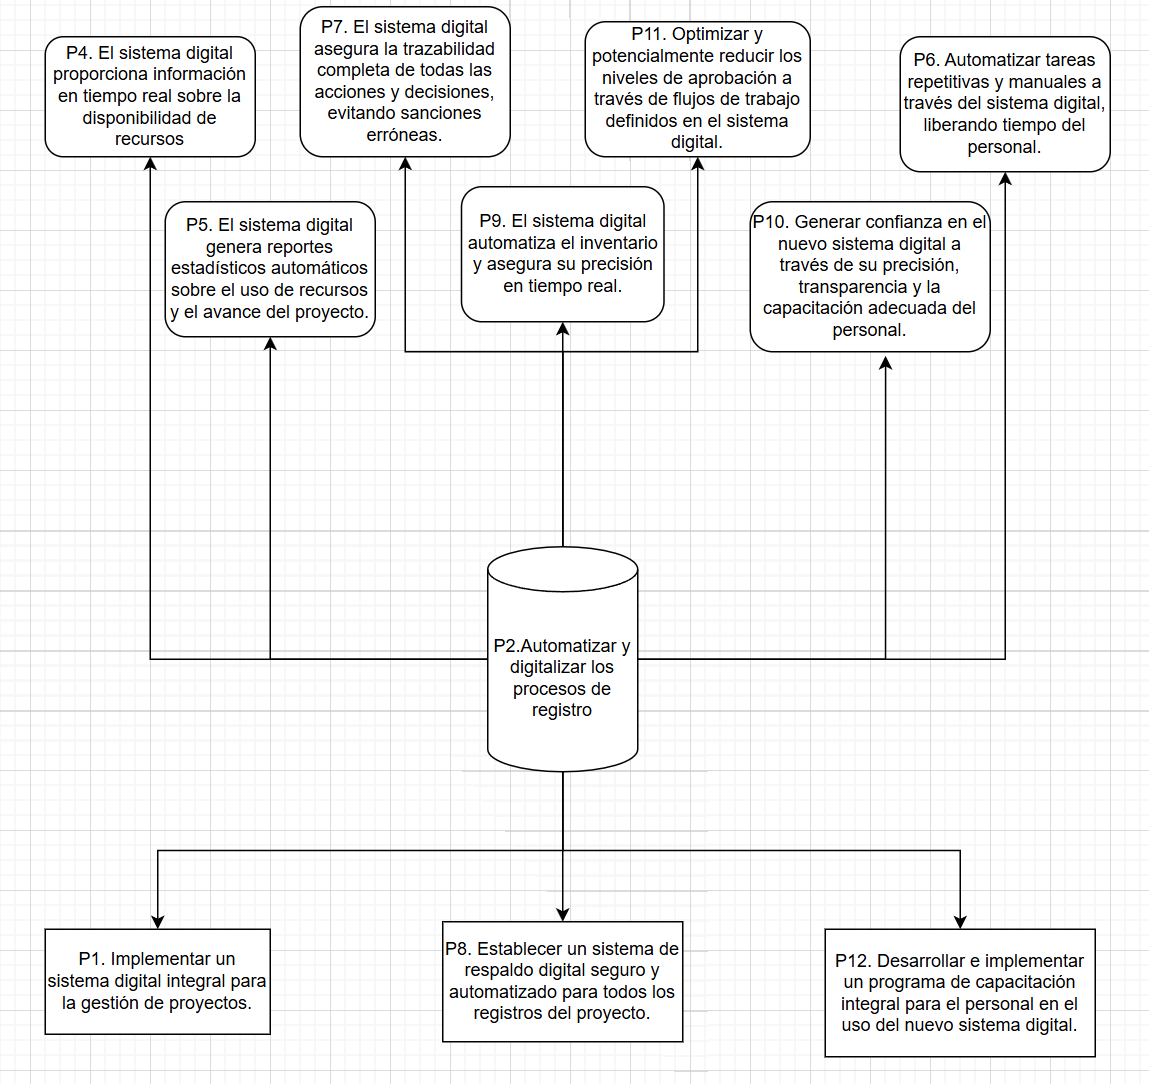 P4. El sistema digital
proporciona información
en tiempo real sobre la
disponibilidad de
recursos
P7. El sistema digital
asegura la trazabilidad
completa de todas las
acciones y decisiones,
evitando sanciones
erróneas.
P11. Optimizar y
potencialmente reducir los
niveles de aprobación a
través de flujos de trabajo
definidos en el sistema
digital.
P6. Automatizar tareas
repetitivas y manuales a
través del sistema digital,
liberando tiempo del
personal.
P5. El sistema digital
genera reportes
estadísticos automáticos
sobre el uso de recursos
y el avance del proyecto.
P9. El sistema digital
automatiza el inventario
y asegura su precisión
en tiempo real.
P10. Generar confianza en el
nuevo sistema digital a
través de su precisión,
transparencia y la
capacitación adecuada del
personal.
P2.Automatizar y
digitalizar los
procesos de
registro
P1. Implementar un
sistema digital integral para
la gestión de proyectos.
P8. Establecer un sistema de
respaldo digital seguro y
automatizado para todos los
registros del proyecto.
P12. Desarrollar e implementar
un programa de capacitación
integral para el personal en el
uso del nuevo sistema digital.